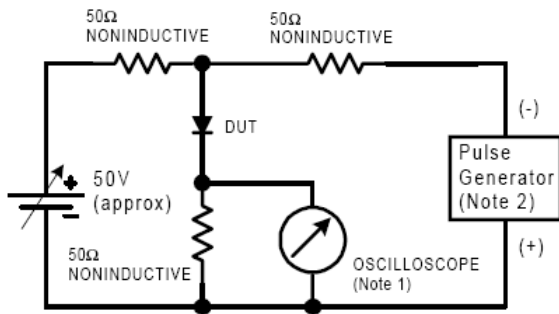 50Ω
NONINDUCTIVE
50Ω
NONINDUCTIVE
DUT
(-)
+
50V
(approx)
-
Pulse
Generator
(Note 2)
50Ω
NONINDUCTIVE
(+)
OSCILLOSCOPE
(Note 1)